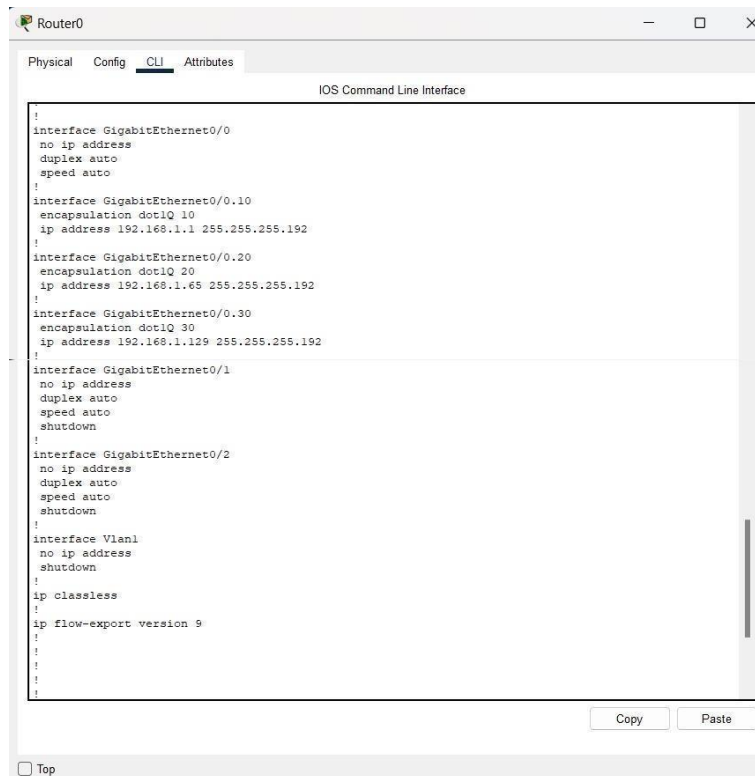 Router0
Physical Config CLI Attributes
IOS Command Line Interface
!
!
interface GigabitEthernet0/0
no ip address
duplex auto
speed auto
!
interface GigabitEthernet0/0.10
encapsulation dot1Q 10
ip address 192.168.1.1 255.255.255.192
!
interface GigabitEthernet0/0.20
encapsulation dot1Q 20
ip address 192.168.1.65 255.255.255.192
!
interface GigabitEthernet0/0.30
encapsulation dot1Q 30
ip address 192.168.1.129 255.255.255.192
!
interface GigabitEthernet0/1
no ip address
duplex auto
speed auto
shutdown
!
interface GigabitEthernet0/2
no ip address
duplex auto
speed auto
shutdown
!
interface Vlan1
no ip address
shutdown
!
ip classless
!
ip flow-export version 9
!
!
!
!
!
Copy Paste
Top